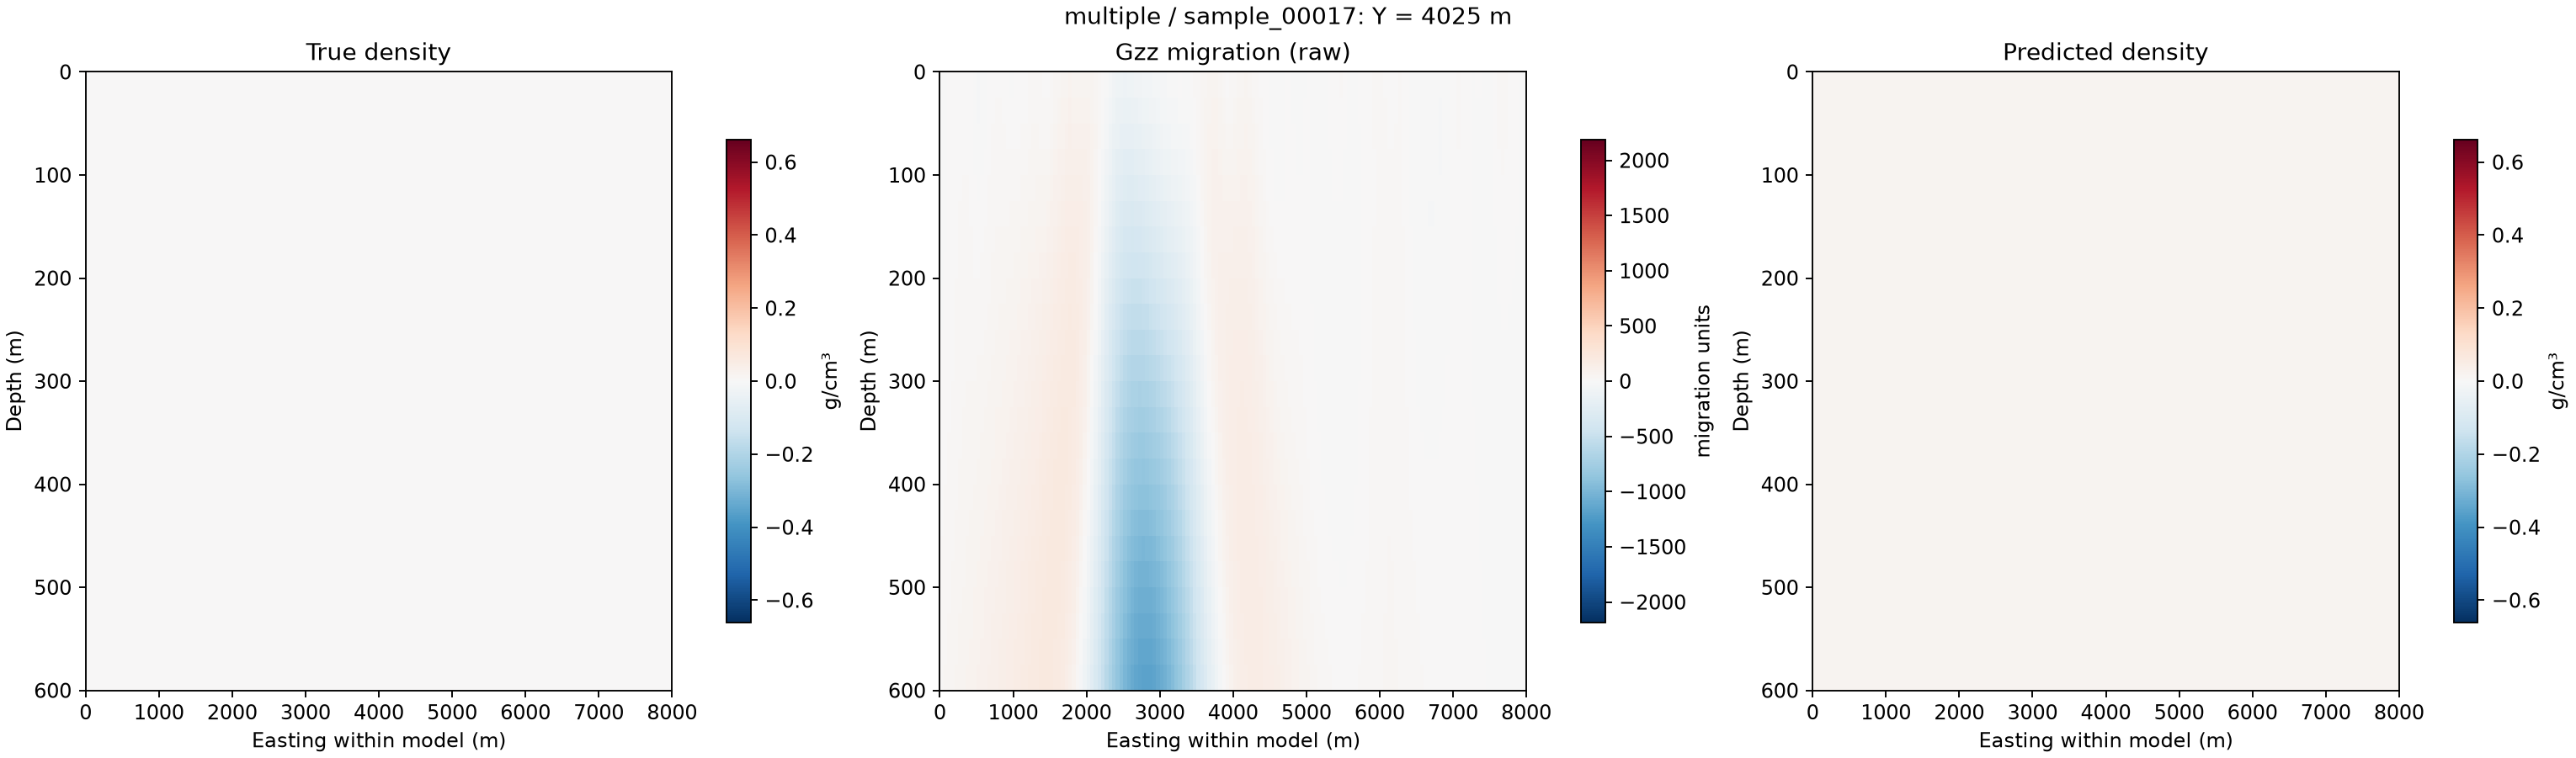 multiple / sample_00017: Y = 4025 m
True density
0
100
200
300
400
500
600
Depth (m)
0 1000 2000 3000 4000 5000 6000 7000 8000
Easting within model (m)
0.6
0.4
0.2
0.0
−0.2
−0.4
−0.6
g/cm³
Gzz migration (raw)
0
100
200
300
400
500
600
Depth (m)
0 1000 2000 3000 4000 5000 6000 7000 8000
Easting within model (m)
2000
1500
1000
500
0
−500
−1000
−1500
−2000
migration units
Predicted density
0
100
200
300
400
500
600
Depth (m)
0 1000 2000 3000 4000 5000 6000 7000 8000
Easting within model (m)
0.6
0.4
0.2
0.0
−0.2
−0.4
−0.6
g/cm³